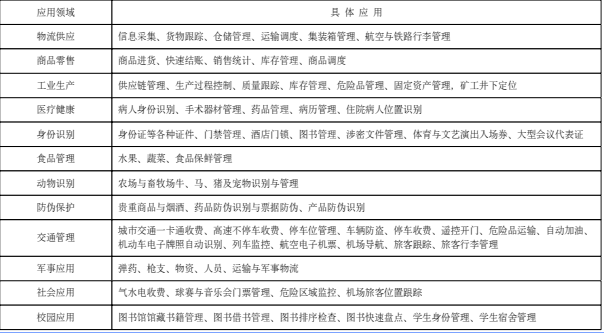 应用领域 具 体 应 用
物流供应 信息采集、货物跟踪、仓储管理、运输调度、集装箱管理、航空与铁路行李管理
商品零售 商品进货、快速结账、销售统计、库存管理、商品调度
工业生产 供应链管理、生产过程控制、质量跟踪、库存管理、危险品管理、固定资产管理，矿工井下定位
医疗健康 病人身份识别、手术器材管理、药品管理、病历管理、住院病人位置识别
身份识别 身份证等各种证件、门禁管理、酒店门锁、图书管理、涉密文件管理、体育与文艺演出入场券、大型会议代表证
食品管理 水果、蔬菜、食品保鲜管理
动物识别 农场与畜牧场牛、马、猪及宠物识别与管理
防伪保护 贵重商品与烟酒、药品防伪识别与票据防伪、产品防伪识别
交通管理 城市交通一卡通收费、高速不停车收费、停车位管理、车辆防盗、停车收费、遥控开门、危险品运输、自动加油、
机动车电子牌照自动识别、列车监控、航空电子机票、机场导航、旅客跟踪、旅客行李管理
军事应用 弹药、枪支、物资、人员、运输与军事物流
社会应用 气水电收费、球赛与音乐会门票管理、危险区域监控、机场旅客位置跟踪
校园应用 图书馆馆藏书籍管理、图书借书管理、图书排序检查、图书快速盘点、学生身份管理、学生宿舍管理